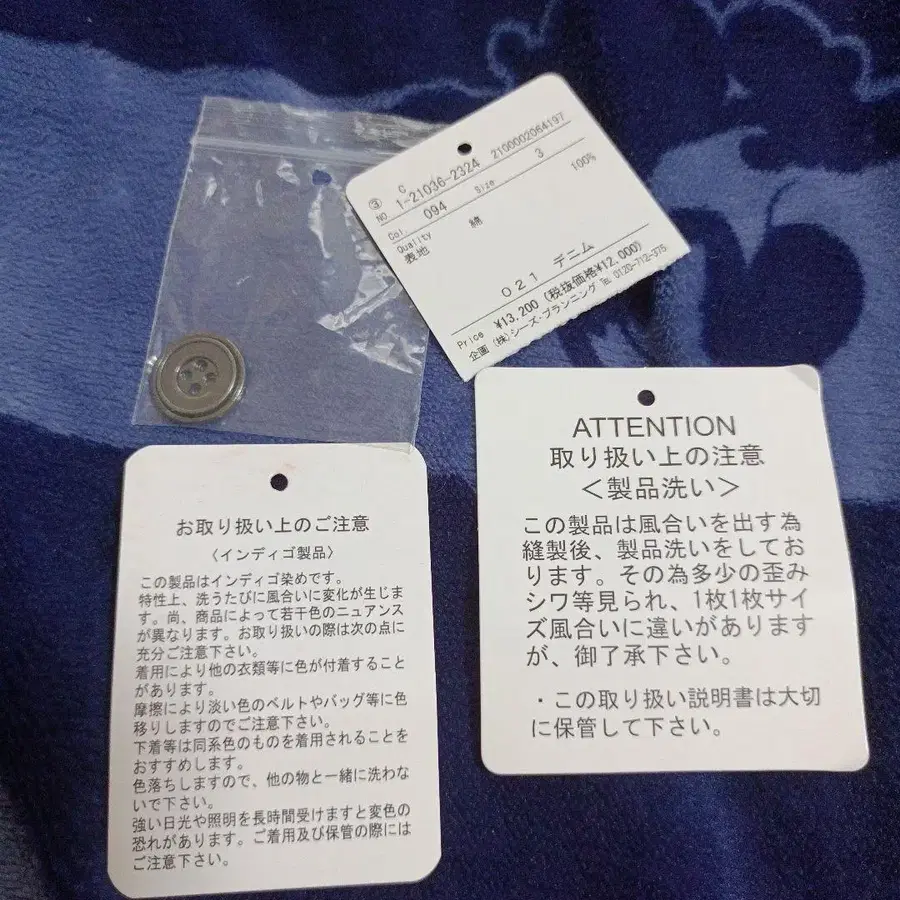 ③ C
NO. 1-21036-2324 2100002064197
Col. 094 Size 3
Quality
表地 綿 100%
021 デニム
Price ¥13,200 (税抜価格¥12,000)
企画 (株)シーズ・プランニング TEL 0120-712-375
ATTENTION
取り扱い上の注意
＜製品洗い＞
この製品は風合いを出す為
縫製後、製品洗いをしてお
ります。その為多少の歪み
シワ等見られ、1枚1枚サイ
ズ風合いに違いがあります
が、御了承下さい。
・この取り扱い説明書は大切
に保管して下さい。
お取り扱い上のご注意
〈インディゴ製品〉
この製品はインディゴ染めです。
特性上、洗うたびに風合いに変化が生じま
す。尚、商品によって若干色のニュアンス
が異なります。お取り扱いの際は次の点に
充分ご注意下さい。
着用により他の衣類等に色が付着すること
があります。
摩擦により淡い色のベルトやバッグ等に色
移りしますのでご注意下さい。
下着等は同系色のものを着用されることを
おすすめします。
色落ちしますので、他の物と一緒に洗わな
いで下さい。
強い日光や照明を長時間受けますと変色の
恐れがあります。ご着用及び保管の際には
ご注意下さい。